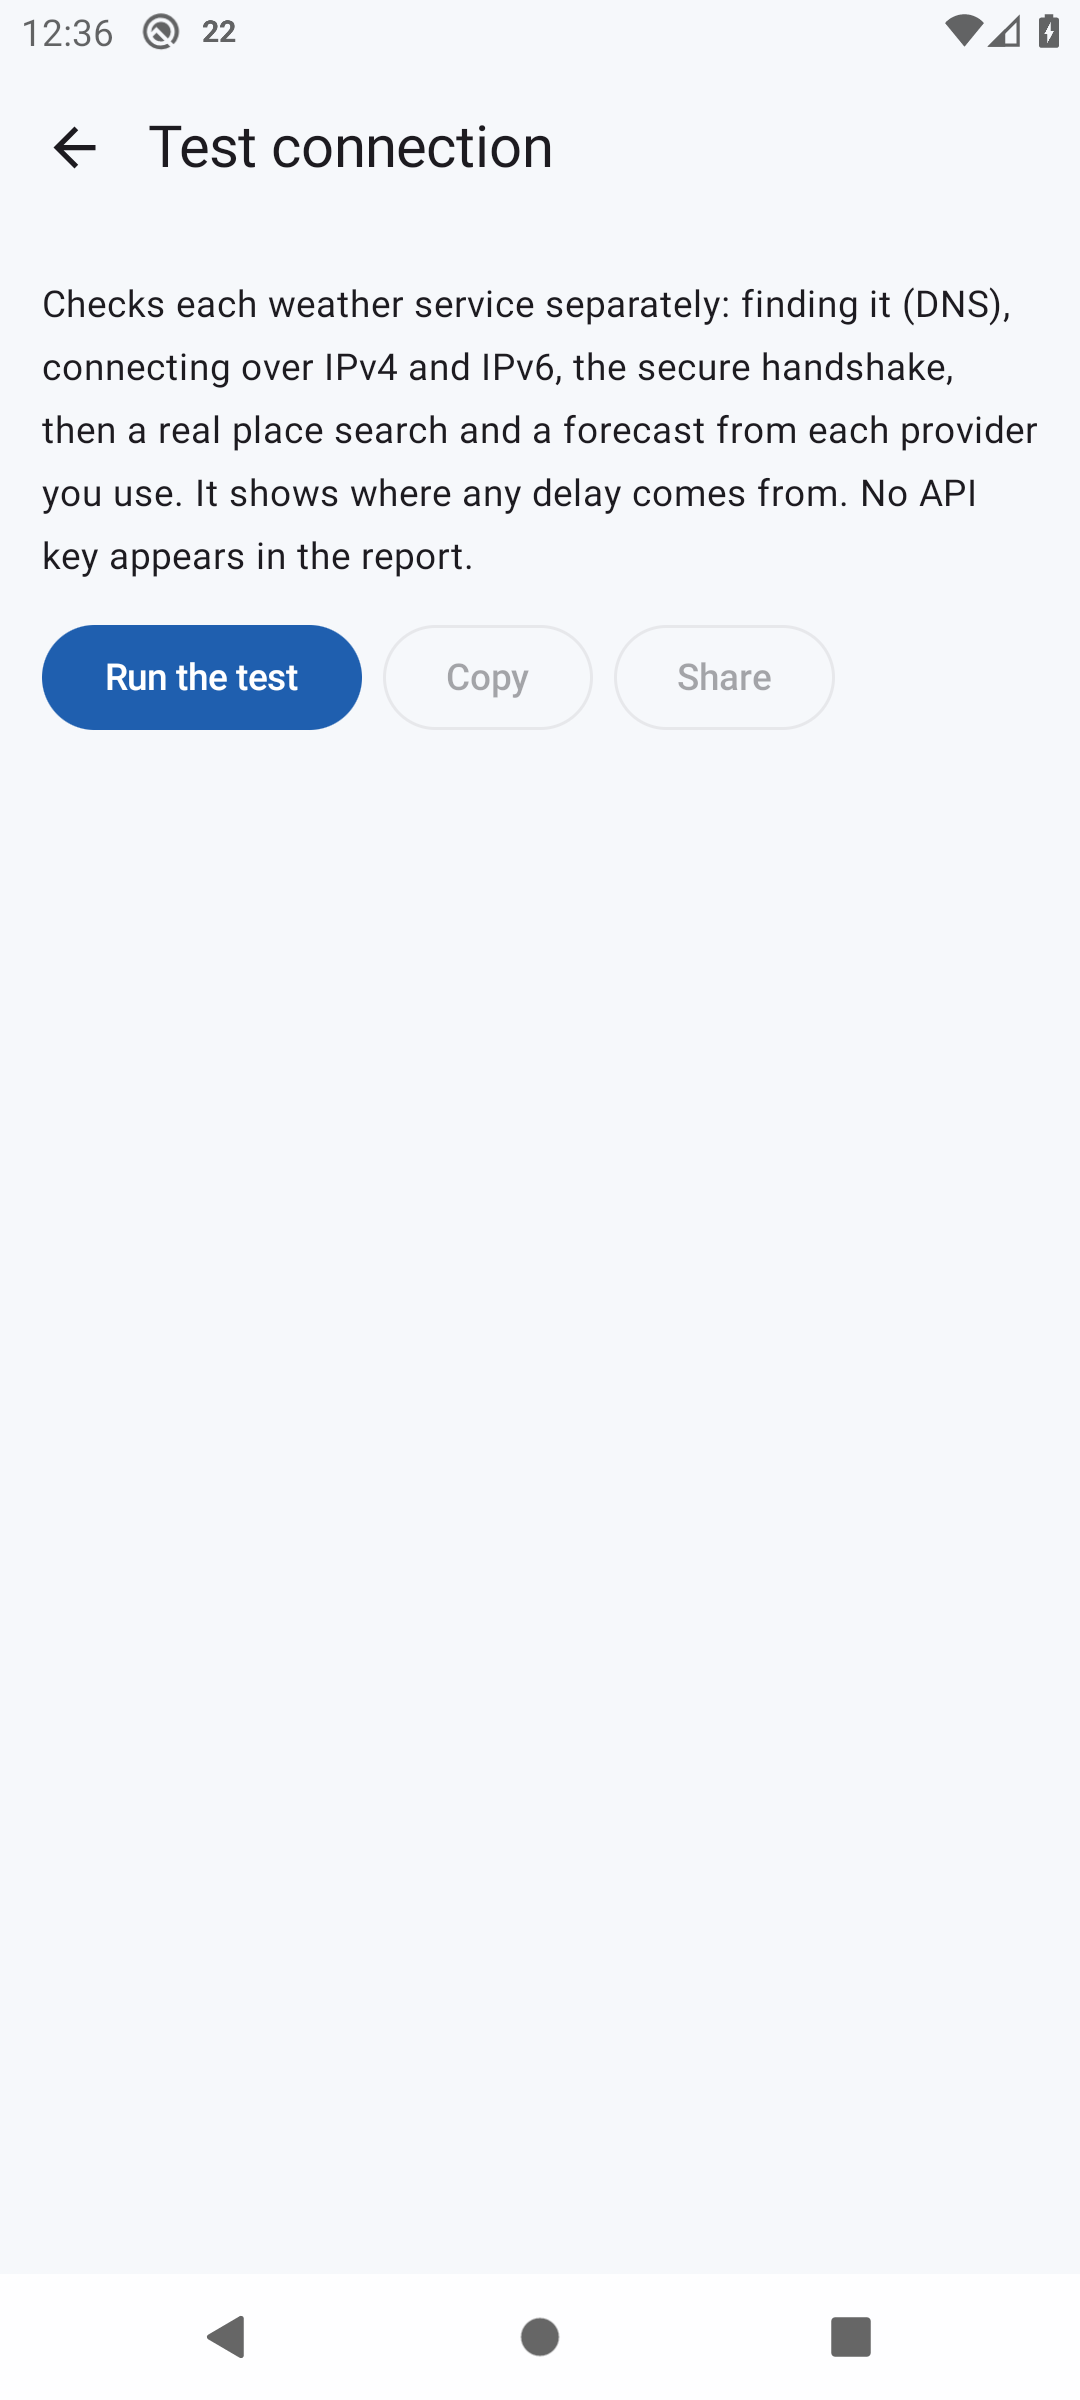 12:36 22
Test connection
Checks each weather service separately: finding it (DNS),
connecting over IPv4 and IPv6, the secure handshake,
then a real place search and a forecast from each provider
you use. It shows where any delay comes from. No API
key appears in the report.
Run the test Copy Share